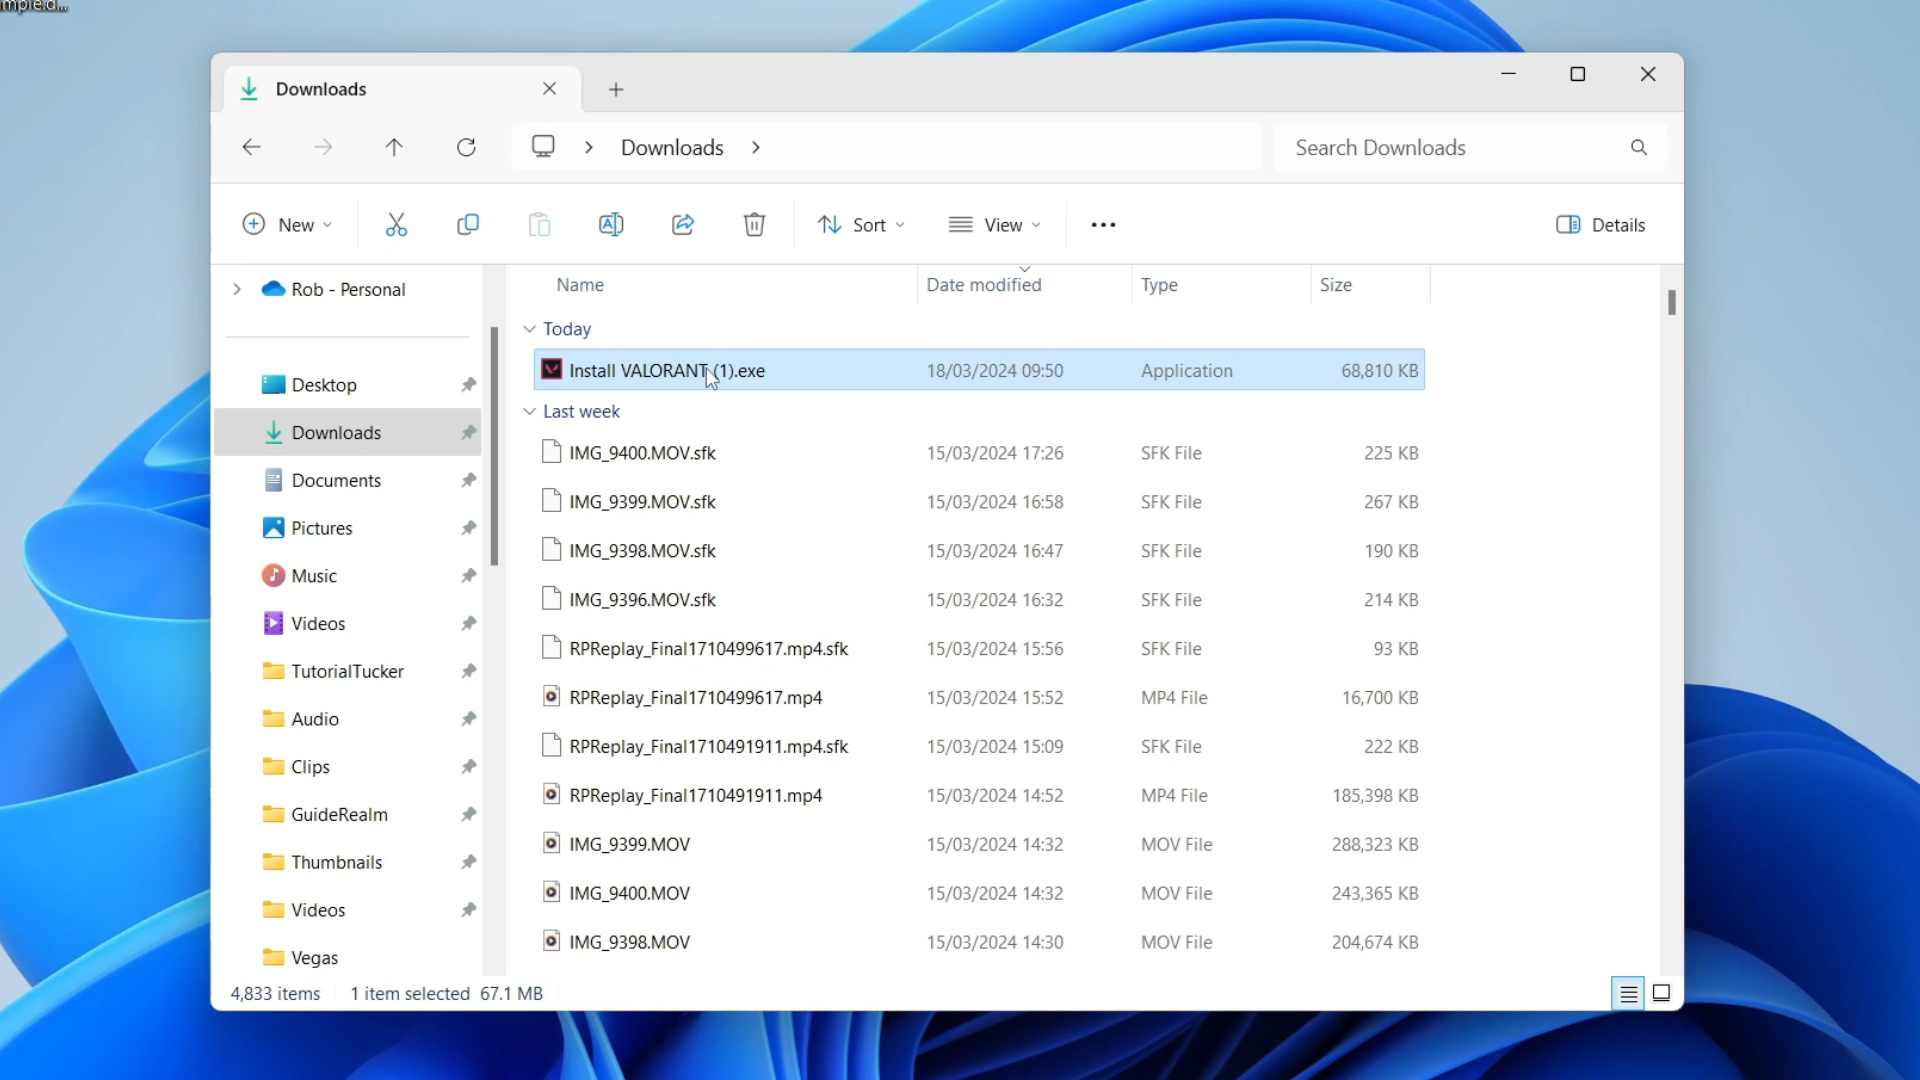 Downloads
Downloads
Search Downloads
New
Sort
View
Details
Rob - Personal
Desktop
Downloads
Documents
Pictures
Music
Videos
TutorialTucker
Audio
Clips
GuideRealm
Thumbnails
Videos
Vegas
Name Date modified Type Size
Today
Install VALORANT (1).exe 18/03/2024 09:50 Application 68,810 KB
Last week
IMG_9400.MOV.sfk 15/03/2024 17:26 SFK File 225 KB
IMG_9399.MOV.sfk 15/03/2024 16:58 SFK File 267 KB
IMG_9398.MOV.sfk 15/03/2024 16:47 SFK File 190 KB
IMG_9396.MOV.sfk 15/03/2024 16:32 SFK File 214 KB
RPReplay_Final1710499617.mp4.sfk 15/03/2024 15:56 SFK File 93 KB
RPReplay_Final1710499617.mp4 15/03/2024 15:52 MP4 File 16,700 KB
RPReplay_Final1710491911.mp4.sfk 15/03/2024 15:09 SFK File 222 KB
RPReplay_Final1710491911.mp4 15/03/2024 14:52 MP4 File 185,398 KB
IMG_9399.MOV 15/03/2024 14:32 MOV File 288,323 KB
IMG_9400.MOV 15/03/2024 14:32 MOV File 243,365 KB
IMG_9398.MOV 15/03/2024 14:30 MOV File 204,674 KB
4,833 items 1 item selected 67.1 MB